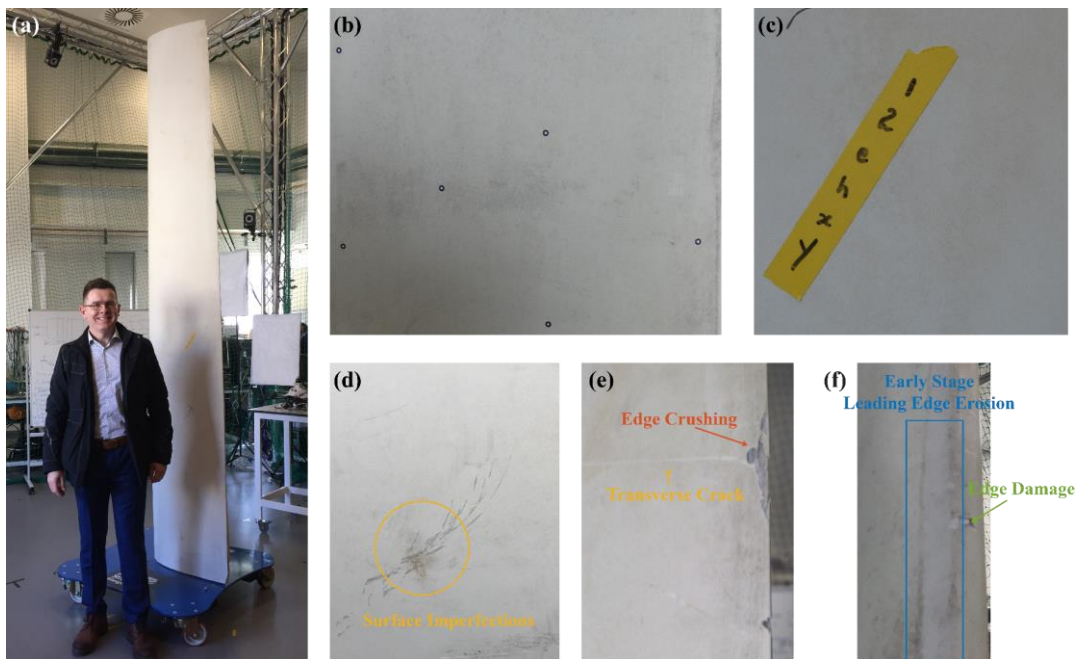 (a)
(b)
(c)
1
2
e
h
x
y
(d)
Surface Imperfections
(e)
Edge Crushing
Transverse Crack
(f)
Early Stage
Leading Edge Erosion
Edge Damage